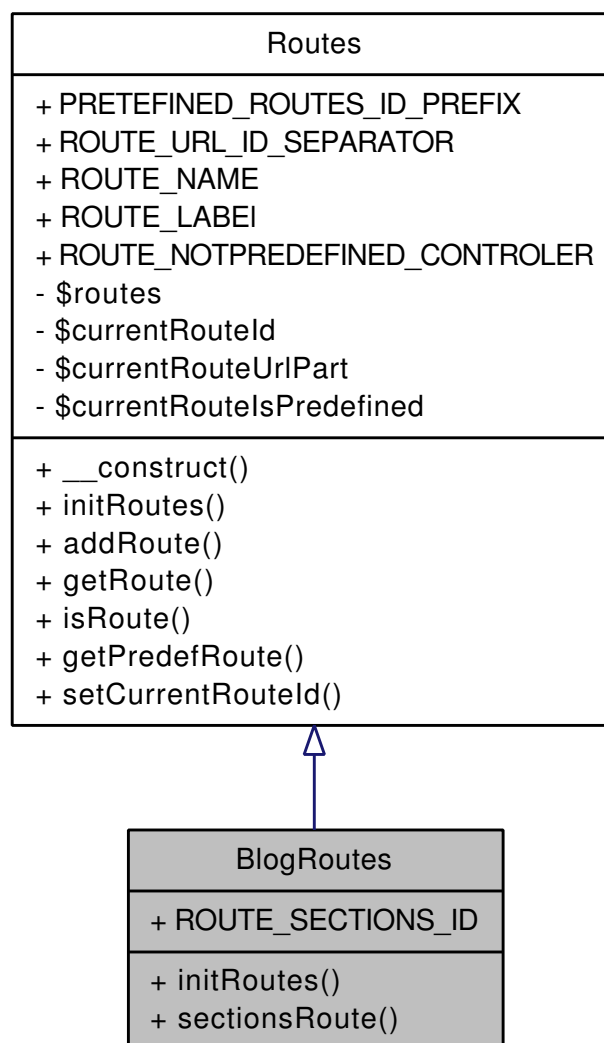 Routes
+ PRETEFINED_ROUTES_ID_PREFIX
+ ROUTE_URL_ID_SEPARATOR
+ ROUTE_NAME
+ ROUTE_LABEl
+ ROUTE_NOTPREDEFINED_CONTROLER
- $routes
- $currentRouteId
- $currentRouteUrlPart
- $currentRouteIsPredefined
+ __construct()
+ initRoutes()
+ addRoute()
+ getRoute()
+ isRoute()
+ getPredefRoute()
+ setCurrentRouteId()
BlogRoutes
+ ROUTE_SECTIONS_ID
+ initRoutes()
+ sectionsRoute()